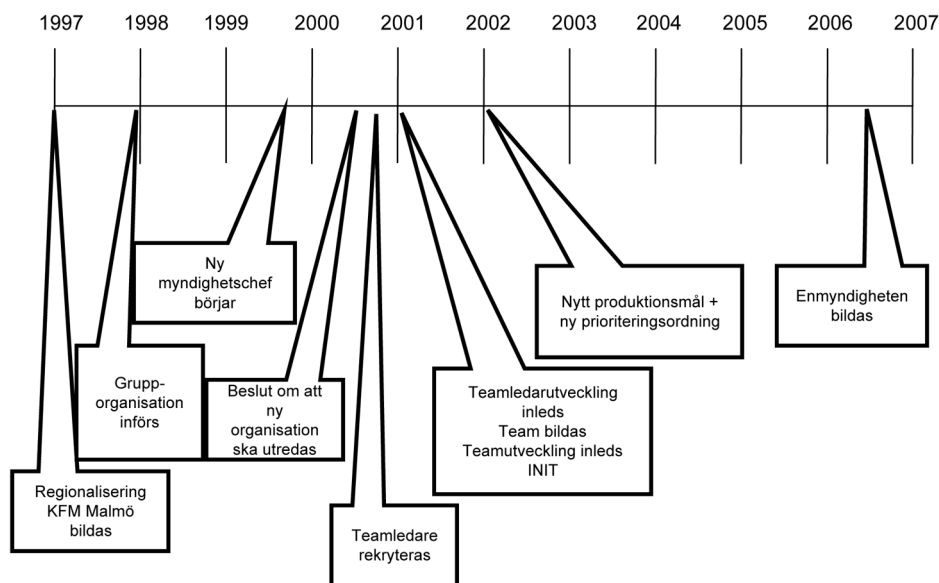 1997 1998 1999 2000 2001 2002 2003 2004 2005 2006 2007
Regionalisering
KFM Malmö
bildas
Grupp-
organisation
införs
Ny
myndighetschef
börjar
Beslut om att
ny
organisation
ska utredas
Teamledare
rekryteras
Teamledarutveckling
inleds
Team bildas
Teamutveckling inleds
INIT
Nytt produktionsmål +
ny prioriteringsordning
Enmyndigheten
bildas